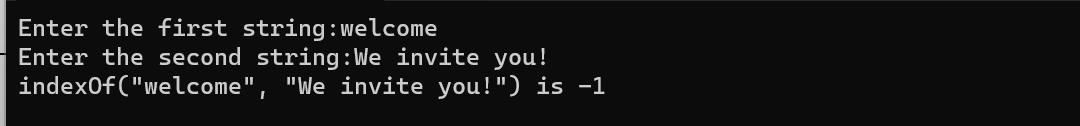 Enter the first string:welcome
Enter the second string:We invite you!
indexOf("welcome", "We invite you!") is -1